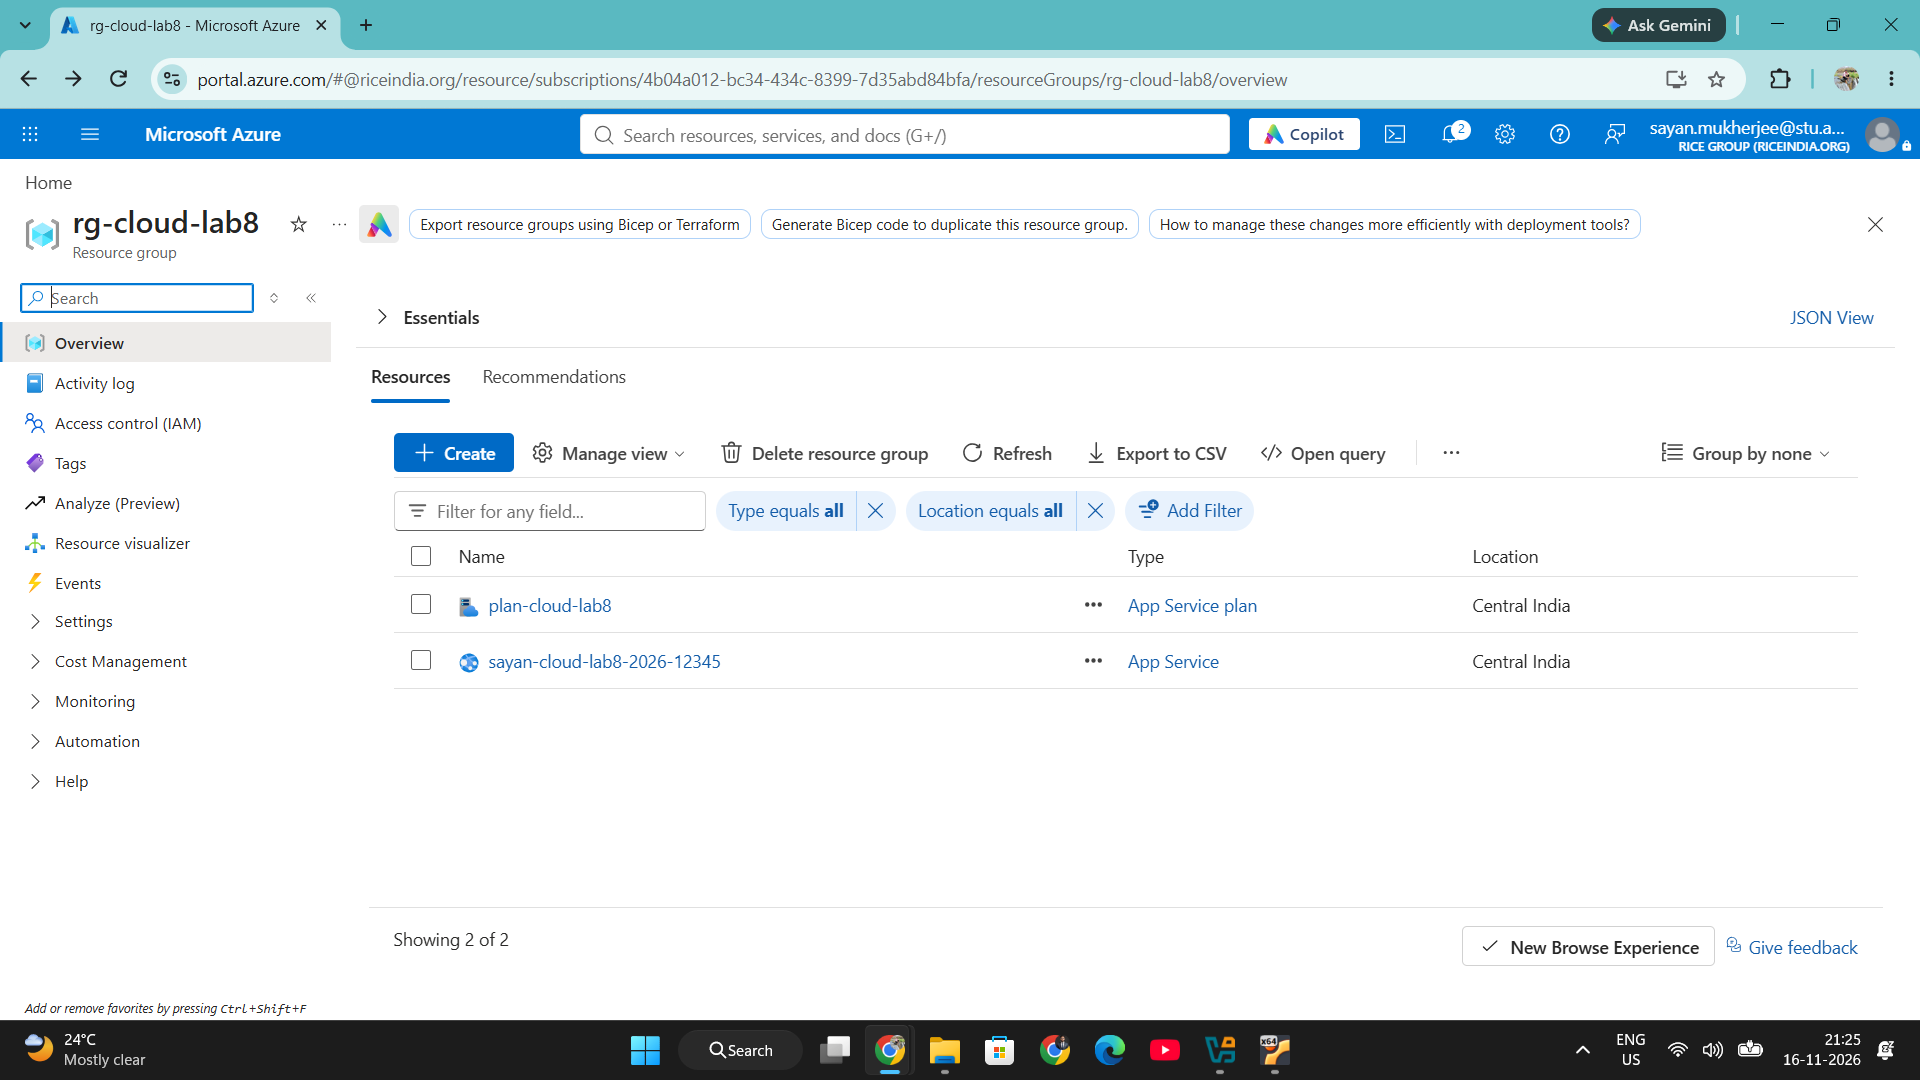 rg-cloud-lab8 - Microsoft Azure
Ask Gemini
portal.azure.com/#@riceindia.org/resource/subscriptions/4b04a012-bc34-434c-8399-7d35abd84bfa/resourceGroups/rg-cloud-lab8/overview
Microsoft Azure
Search resources, services, and docs (G+/)
Copilot
2
sayan.mukherjee@stu.a...
RICE GROUP (RICEINDIA.ORG)
Home
rg-cloud-lab8
Resource group
Export resource groups using Bicep or Terraform
Generate Bicep code to duplicate this resource group.
How to manage these changes more efficiently with deployment tools?
Search
Overview
Activity log
Access control (IAM)
Tags
Analyze (Preview)
Resource visualizer
Events
Settings
Cost Management
Monitoring
Automation
Help
Add or remove favorites by pressing Ctrl+Shift+F
Essentials
JSON View
Resources
Recommendations
Create
Manage view
Delete resource group
Refresh
Export to CSV
Open query
Group by none
Filter for any field...
Type equals all
Location equals all
Add Filter
Name Type Location
plan-cloud-lab8 App Service plan Central India
sayan-cloud-lab8-2026-12345 App Service Central India
Showing 2 of 2
New Browse Experience
Give feedback
24°C
Mostly clear
Search
x64
ENG
US
21:25
16-11-2026